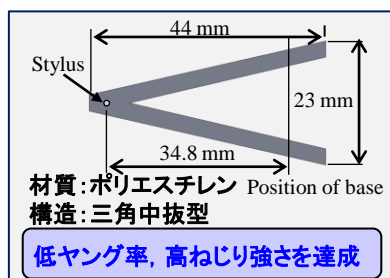 44 mm
Stylus
23 mm
34.8 mm
材質：ポリエスチレン Position of base
構造：三角中抜型
低ヤング率，高ねじり強さを達成